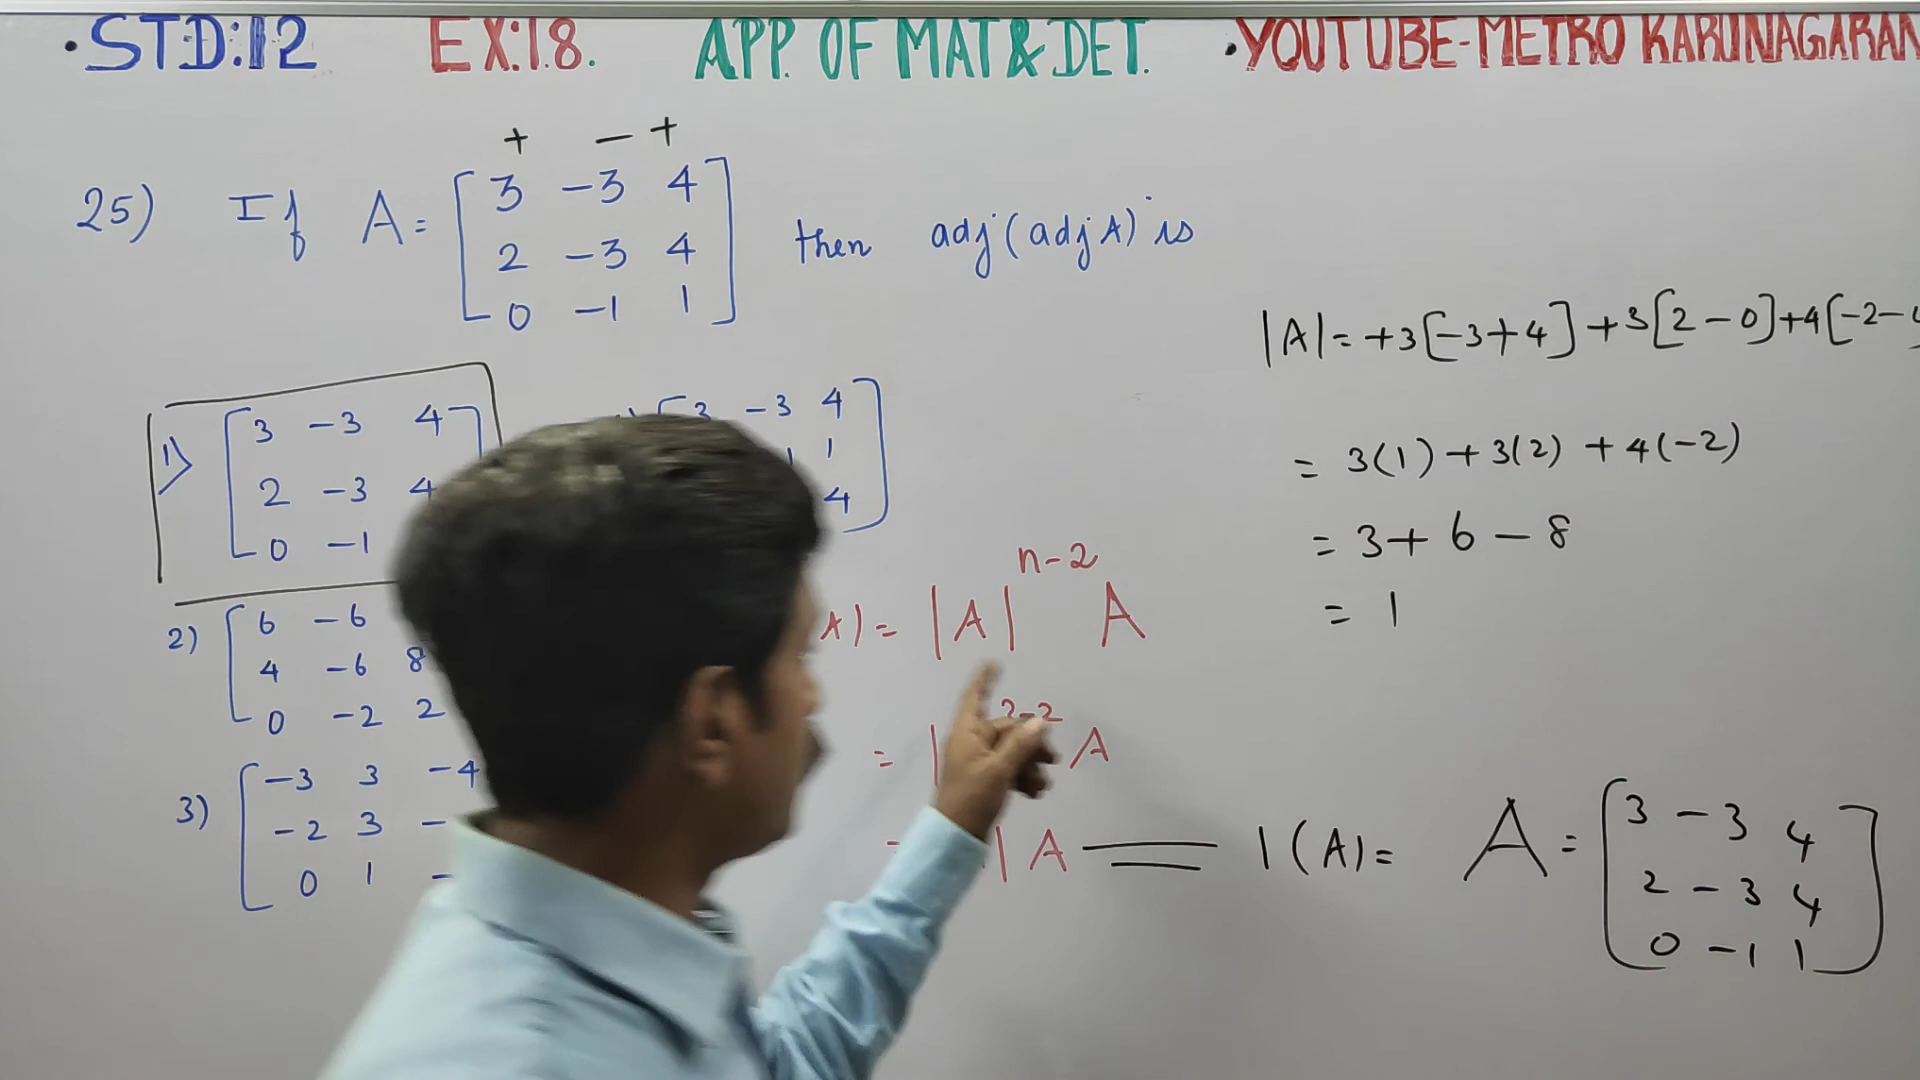 • STD:12 EX:1.8. APP. OF MAT & DET. • YOUTUBE-METRO KARUNAGARAN
+ − +
25) If A = [ 3 −3 4 then adj(adj A) is
2 −3 4
0 −1 1 ]
|A| = +3[−3+4] +3[2−0]+4[−2−
= 3(1)+3(2) +4(−2)
= 3+ 6 − 8
= 1
1) [ 3 −3 4
2 −3 4
0 −1
−3 4
1
4 ]
2) [ 6 −6
4 −6 8
0 −2 2
3) [ −3 3 −4
−2 3 −
0 1 −
A) = |A|^n−2 A
= | 3−2 A
| A = 1(A) = A = [ 3 −3 4
2 −3 4
0 −1 1 ]